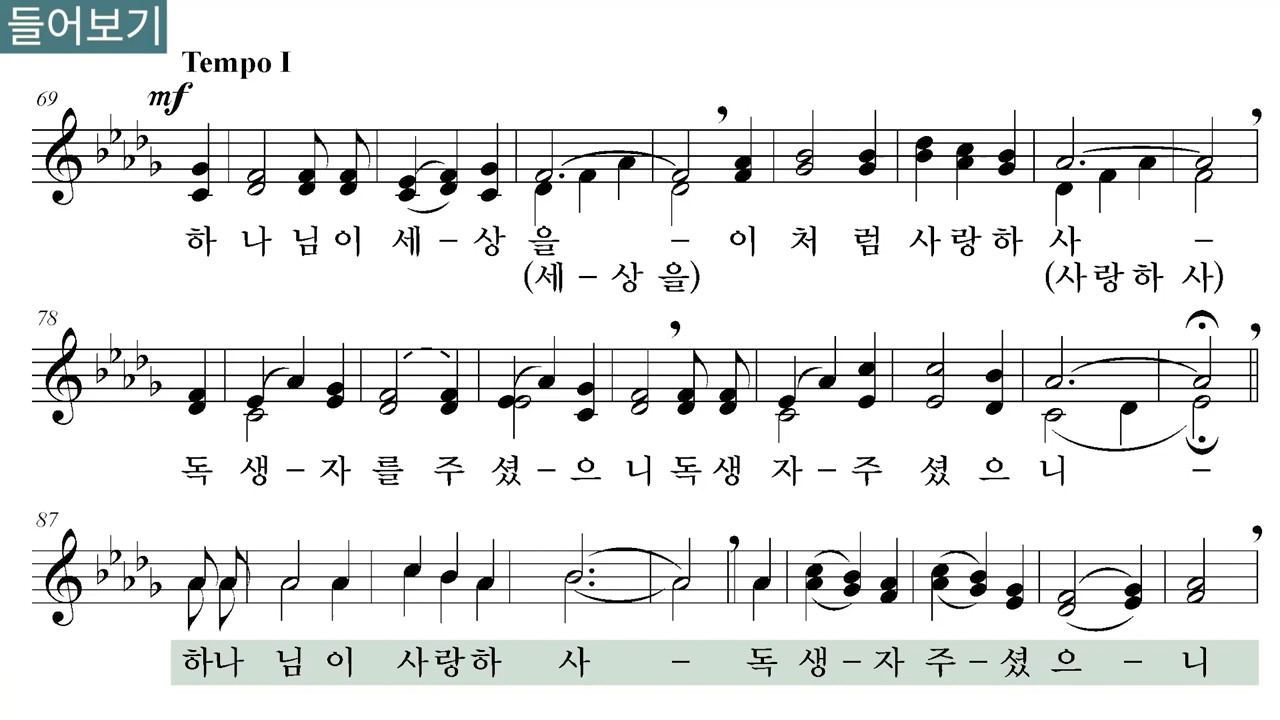 들어보기
Tempo I
69
mf
하 나 님 이 세 – 상 을 – 이 처 럼 사 랑 하 사 –
(세 – 상 을) (사 랑 하 사)
78
독 생 – 자 를 주 셨 – 으 니 독 생 자 – 주 셨 으 니 –
87
하나 님 이 사 랑 하 사 – 독 생 – 자 주 – 셨 으 – 니